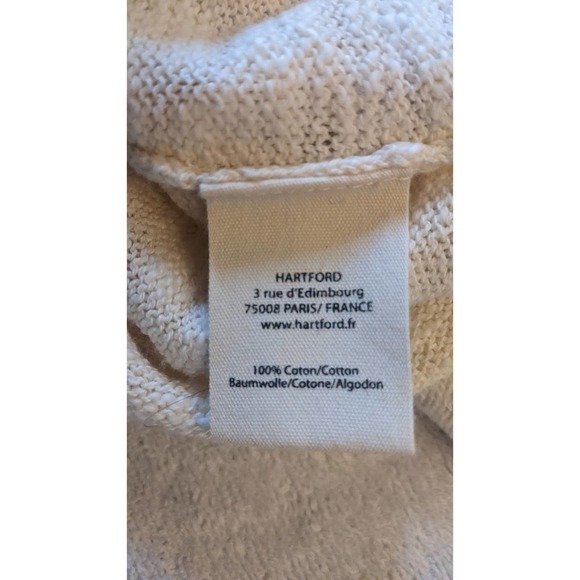 HARTFORD
3 rue d'Edimbourg
75008 PARIS/ FRANCE
www.hartford.fr
100% Coton/Cotton
Baumwolle/Cotone/Algodon